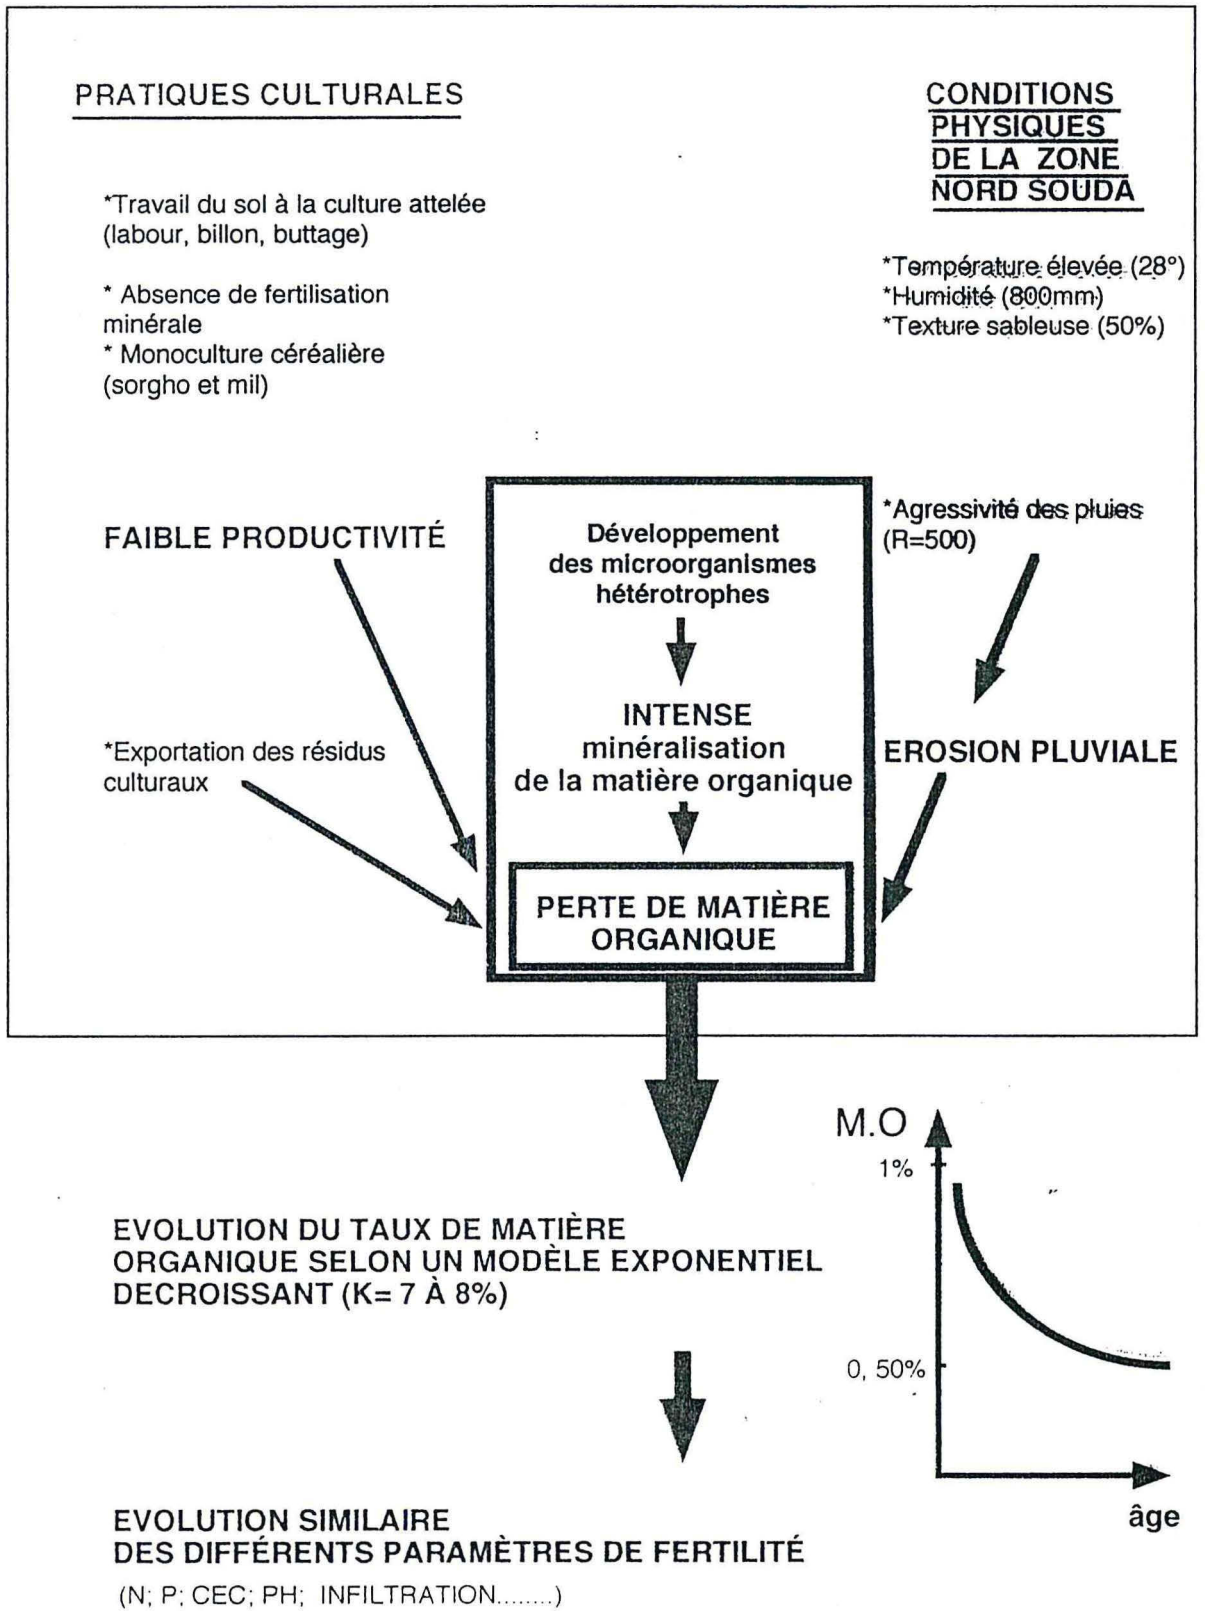 PRATIQUES CULTURALES
*Travail du sol à la culture attelée
(labour, billon, buttage)
* Absence de fertilisation
minérale
* Monoculture céréalière
(sorgho et mil)
FAIBLE PRODUCTIVITÉ
*Exportation des résidus
culturaux
CONDITIONS
PHYSIQUES
DE LA ZONE
NORD SOUDA
*Température élevée (28°)
*Humidité (800mm)
*Texture sableuse (50%)
*Agressivité des pluies
(R=500)
EROSION PLUVIALE
Développement
des microorganismes
hétérotrophes
INTENSE
minéralisation
de la matière organique
PERTE DE MATIÈRE
ORGANIQUE
EVOLUTION DU TAUX DE MATIÈRE
ORGANIQUE SELON UN MODÈLE EXPONENTIEL
DECROISSANT (K= 7 À 8%)
M.O
1%
0, 50%
âge
EVOLUTION SIMILAIRE
DES DIFFÉRENTS PARAMÈTRES DE FERTILITÉ
(N; P; CEC; PH; INFILTRATION........)